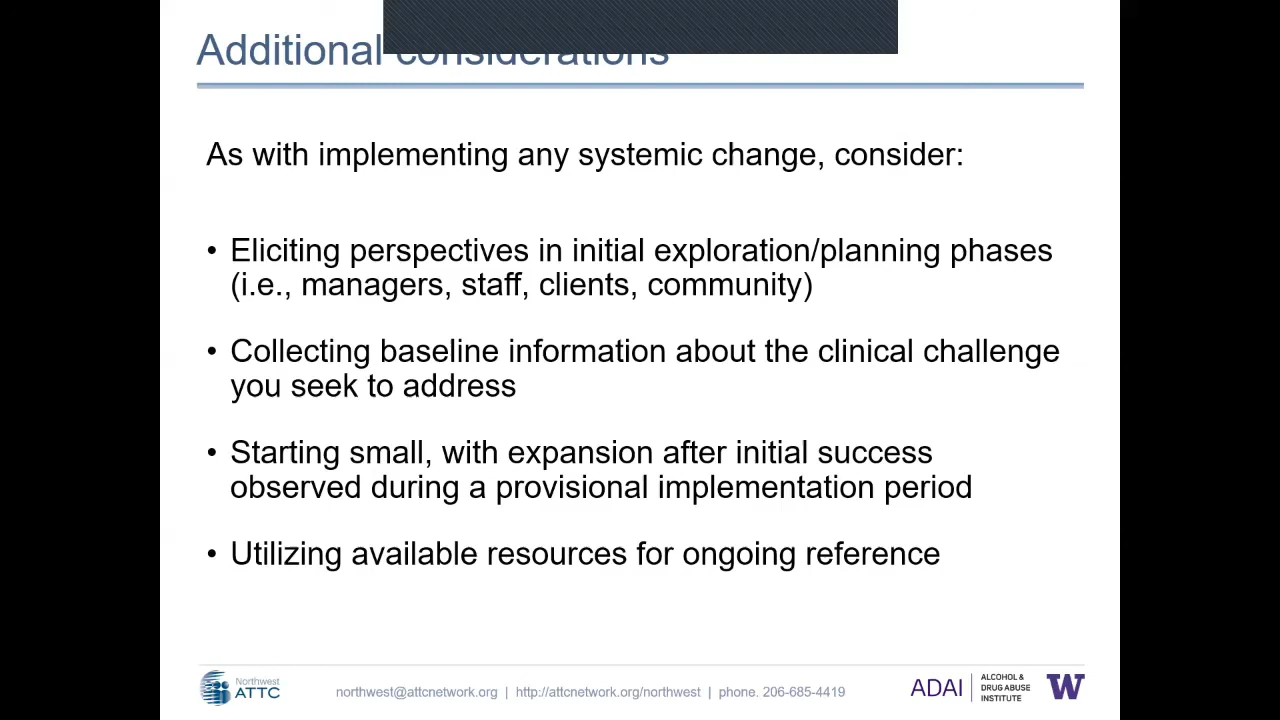 Additional considerations
As with implementing any systemic change, consider:
• Eliciting perspectives in initial exploration/planning phases
(i.e., managers, staff, clients, community)
• Collecting baseline information about the clinical challenge
you seek to address
• Starting small, with expansion after initial success
observed during a provisional implementation period
• Utilizing available resources for ongoing reference
Northwest
ATTC
northwest@attcnetwork.org | http://attcnetwork.org/northwest | phone. 206-685-4419
ADAI
ALCOHOL &
DRUG ABUSE
INSTITUTE
W